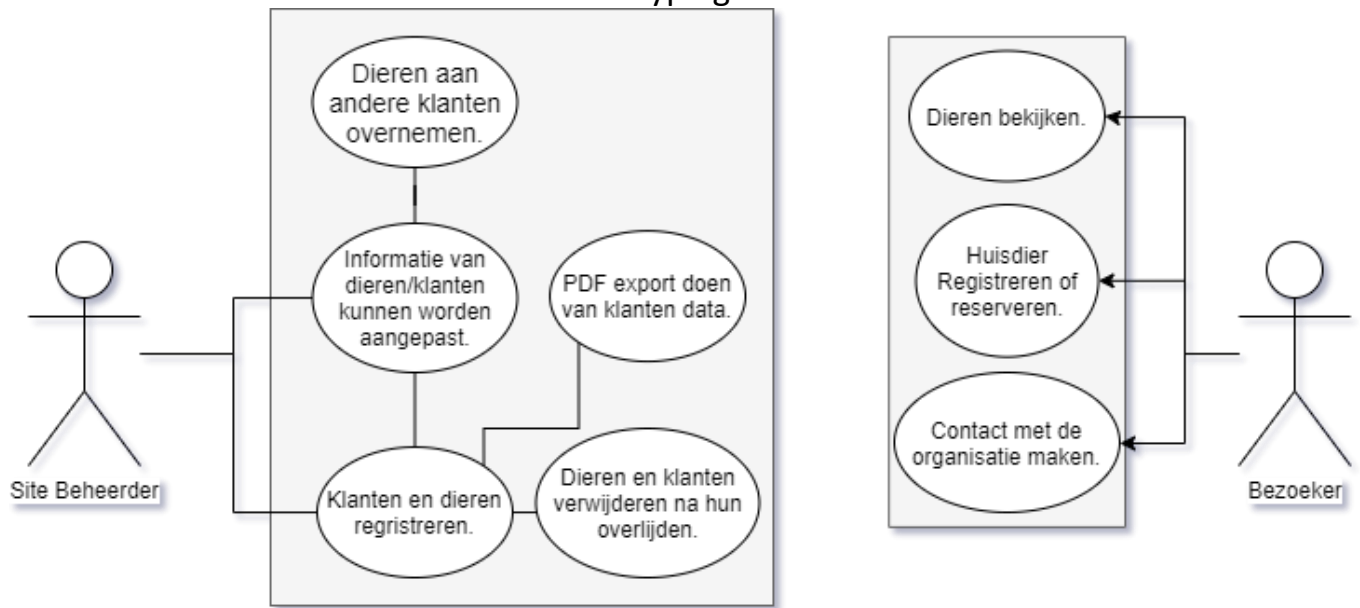 Dieren aan
andere klanten
overnemen.
Informatie van
dieren/klanten
kunnen worden
aangepast.
PDF export doen
van klanten data.
Klanten en dieren
regristreren.
Dieren en klanten
verwijderen na hun
overlijden.
Site Beheerder
Dieren bekijken.
Huisdier
Registreren of
reserveren.
Contact met de
organisatie maken.
Bezoeker